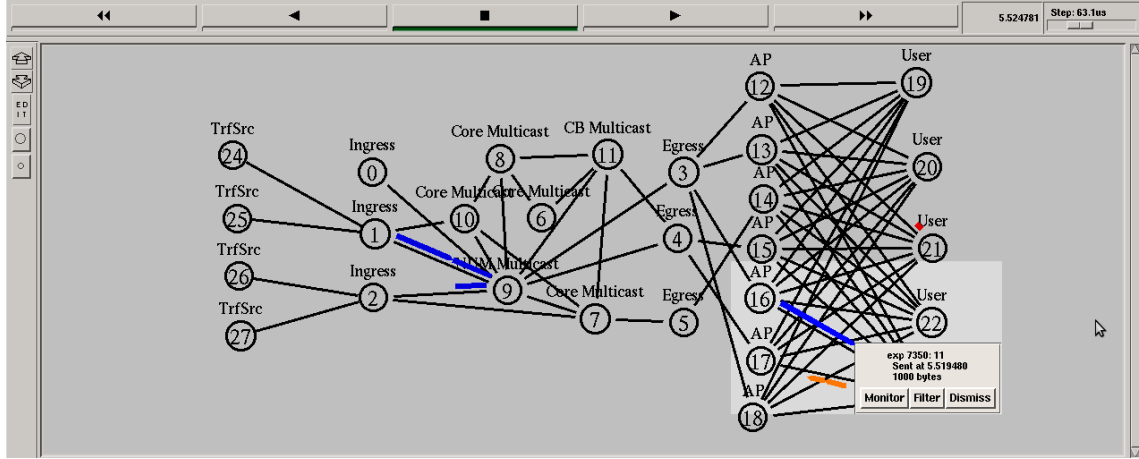 5.524781
Step: 63.1us
E D
I T
AP
User
12
19
TrfSrc
24
Ingress
0
Core Multicast
8
CB Multicast
11
Egress
3
AP
13
User
20
TrfSrc
25
Ingress
1
Core Multicast
10
Core Multicast
6
Egress
4
AP
14
AP
15
User
21
TrfSrc
26
Ingress
2
Multicast
9
Core Multicast
7
Egress
5
AP
16
User
22
TrfSrc
27
AP
17
AP
18
exp 7350: 11
Sent at 5.519480
1000 bytes
Monitor
Filter
Dismiss